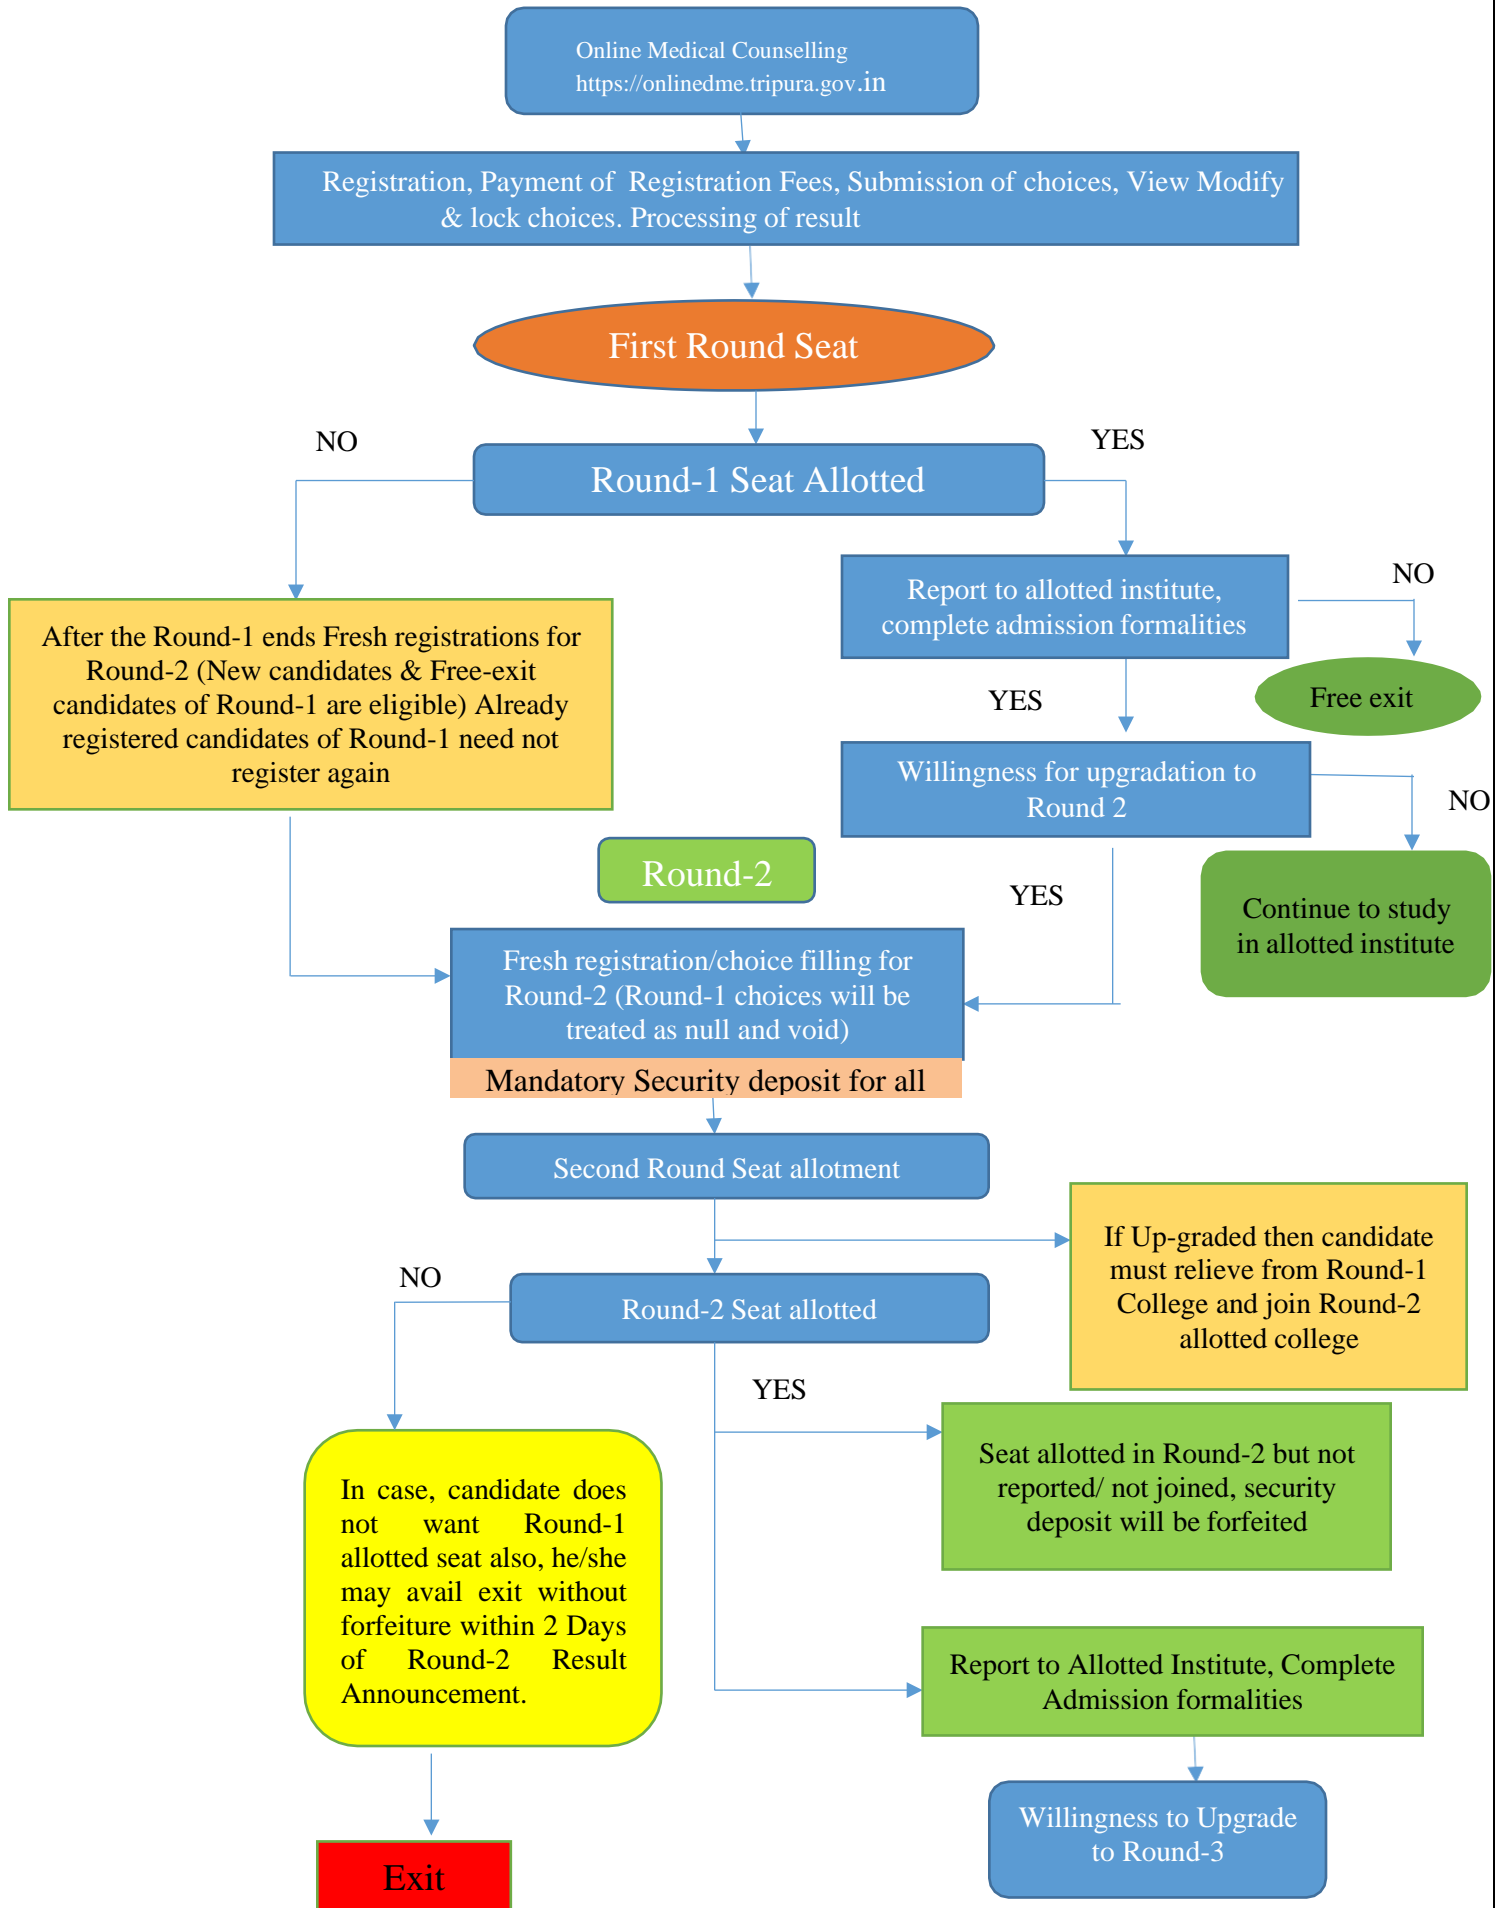 Online Medical Counselling
https://onlinedme.tripura.gov.in
Registration, Payment of Registration Fees, Submission of choices, View Modify
& lock choices. Processing of result
First Round Seat
NO
YES
Round-1 Seat Allotted
Report to allotted institute,
complete admission formalities
NO
After the Round-1 ends Fresh registrations for
Round-2 (New candidates & Free-exit
candidates of Round-1 are eligible) Already
registered candidates of Round-1 need not
register again
YES
Free exit
Willingness for upgradation to
Round 2
NO
Round-2
YES
Continue to study
in allotted institute
Fresh registration/choice filling for
Round-2 (Round-1 choices will be
treated as null and void)
Mandatory Security deposit for all
Second Round Seat allotment
If Up-graded then candidate
must relieve from Round-1
College and join Round-2
allotted college
NO
Round-2 Seat allotted
YES
Seat allotted in Round-2 but not
reported/ not joined, security
deposit will be forfeited
In case, candidate does
not want Round-1
allotted seat also, he/she
may avail exit without
forfeiture within 2 Days
of Round-2 Result
Announcement.
Report to Allotted Institute, Complete
Admission formalities
Willingness to Upgrade
to Round-3
Exit